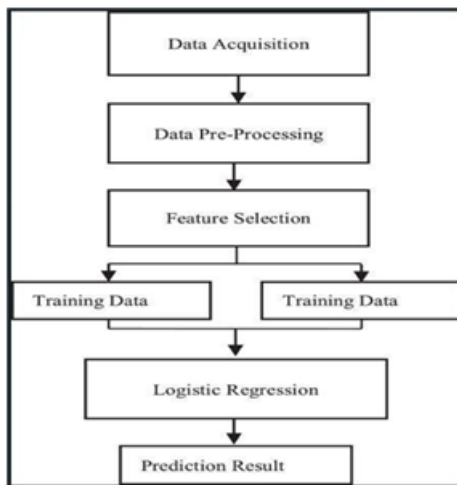 Data Acquisition
Data Pre-Processing
Feature Selection
Training Data
Training Data
Logistic Regression
Prediction Result